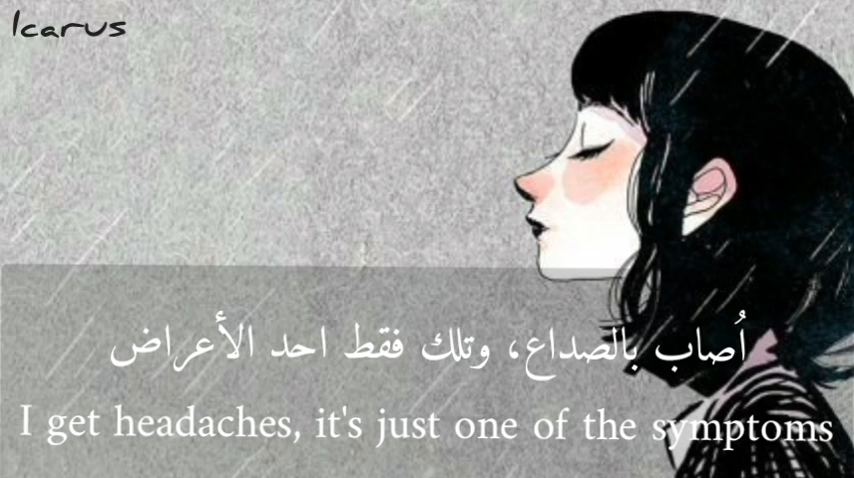 Icarus
اُصاب بالصداع، وتلك فقط احد الأعراض
I get headaches, it's just one of the symptoms